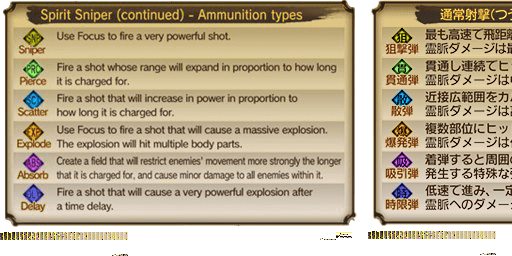 Spirit Sniper (continued) - Ammunition types
SNP
Sniper
Use Focus to fire a very powerful shot.
PRC
Pierce
Fire a shot whose range will expand in proportion to how long
it is charged for.
SCT
Scatter
Fire a shot that will increase in power in proportion to
how long it is charged for.
EXP
Explode
Use Focus to fire a shot that will cause a massive explosion.
The explosion will hit multiple body parts.
ABS
Absorb
Create a field that will restrict enemies' movement more strongly the longer
that it is charged for, and cause minor damage to all enemies within it.
Delay
Fire a shot that will cause a very powerful explosion after
a time delay.
通常射撃(つ
狙
狙撃弾
最も高速で飛距
霊脈ダメージは
貫
貫通弾
貫通し連続でヒ
霊脈ダメージは
散
散弾
近接広範囲をカ
霊脈ダメージは
爆
爆発弾
複数部位にヒッ
霊脈ダメージは
吸
吸引弾
着弾すると周囲
発生する特殊な
時
時限弾
低速で進み、一定
霊脈へのダメー